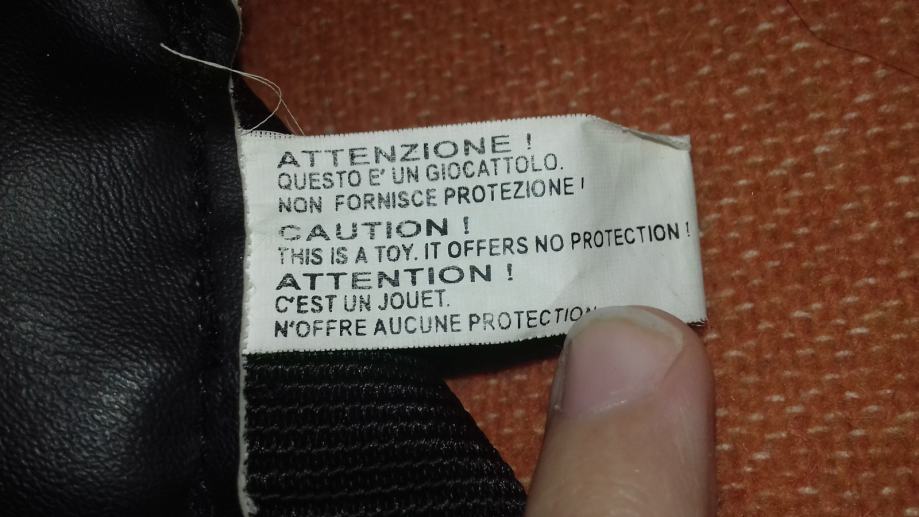 ATTENZIONE !
QUESTO E' UN GIOCATTOLO.
NON FORNISCE PROTEZIONE !
CAUTION !
THIS IS A TOY. IT OFFERS NO PROTECTION !
ATTENTION !
C'EST UN JOUET.
N'OFFRE AUCUNE PROTECTION